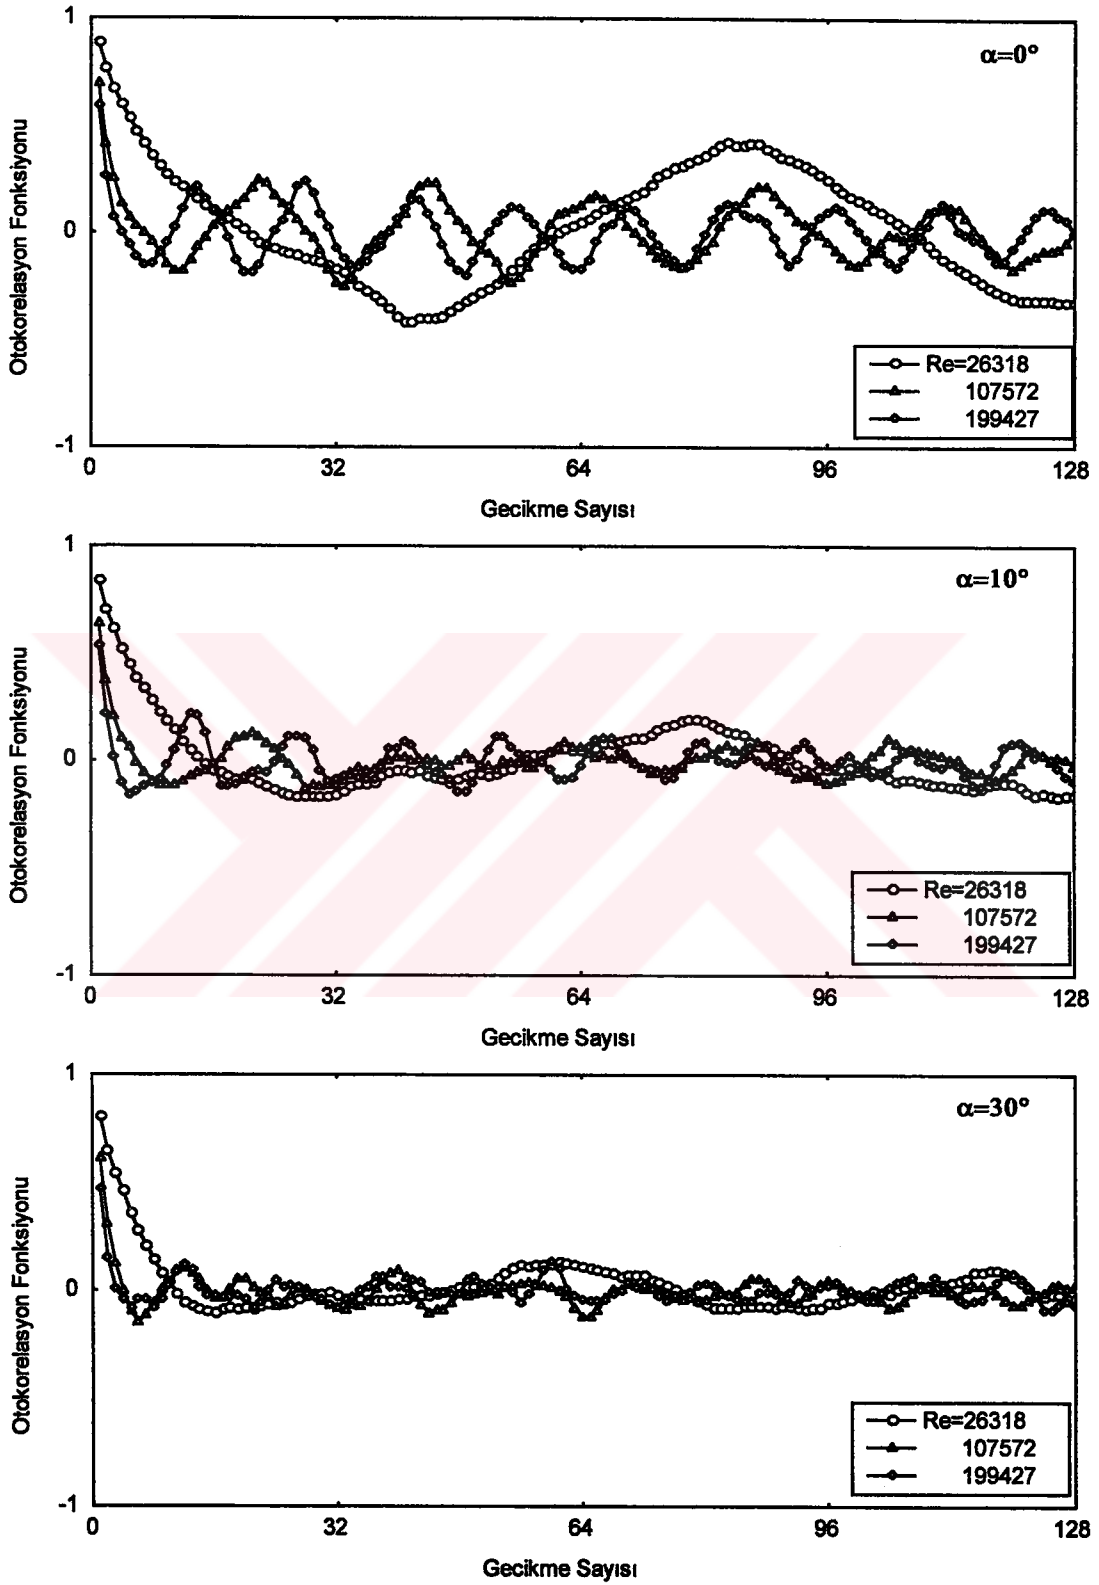 1
α=0°
Otokorelasyon Fonksiyonu
0
Re=26318
107572
199427
-1
0 32 64 96 128
Gecikme Sayısı
1
α=10°
Otokorelasyon Fonksiyonu
0
Re=26318
107572
199427
-1
0 32 64 96 128
Gecikme Sayısı
1
α=30°
Otokorelasyon Fonksiyonu
0
Re=26318
107572
199427
-1
0 32 64 96 128
Gecikme Sayısı